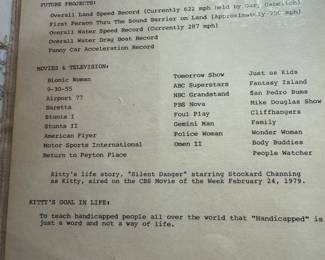 FUTURE PROJECTS:
Overall Land Speed Record (Currently 622 mph held by Gary Gabelich)
First Person Thru The Sound Barrier on Land (Approximately 750 mph)
Overall Water Speed Record (Currently 287 mph)
Overall Water Drag Boat Record
Funny Car Acceleration Record
MOVIES & TELEVISION:
Bionic Woman
9-30-55
Airport 77
Baretta
Stunts I
Stunts II
American Flyer
Motor Sports International
Return to Peyton Place
Tomorrow Show
ABC Superstars
NBC Grandstand
PBS Nova
Foul Play
Gemini Man
Police Woman
Omen II
Just us Kids
Fantasy Island
San Pedro Bums
Mike Douglas Show
Cliffhangers
Family
Wonder Woman
Body Buddies
People Watcher
Kitty's life story, "Silent Danger" starring Stockard Channing
as Kitty, aired on the CBS Movie of the Week February 24, 1979.
KITTY'S GOAL IN LIFE:
To teach handicapped people all over the world that "Handicapped" is
just a word and not a way of life.